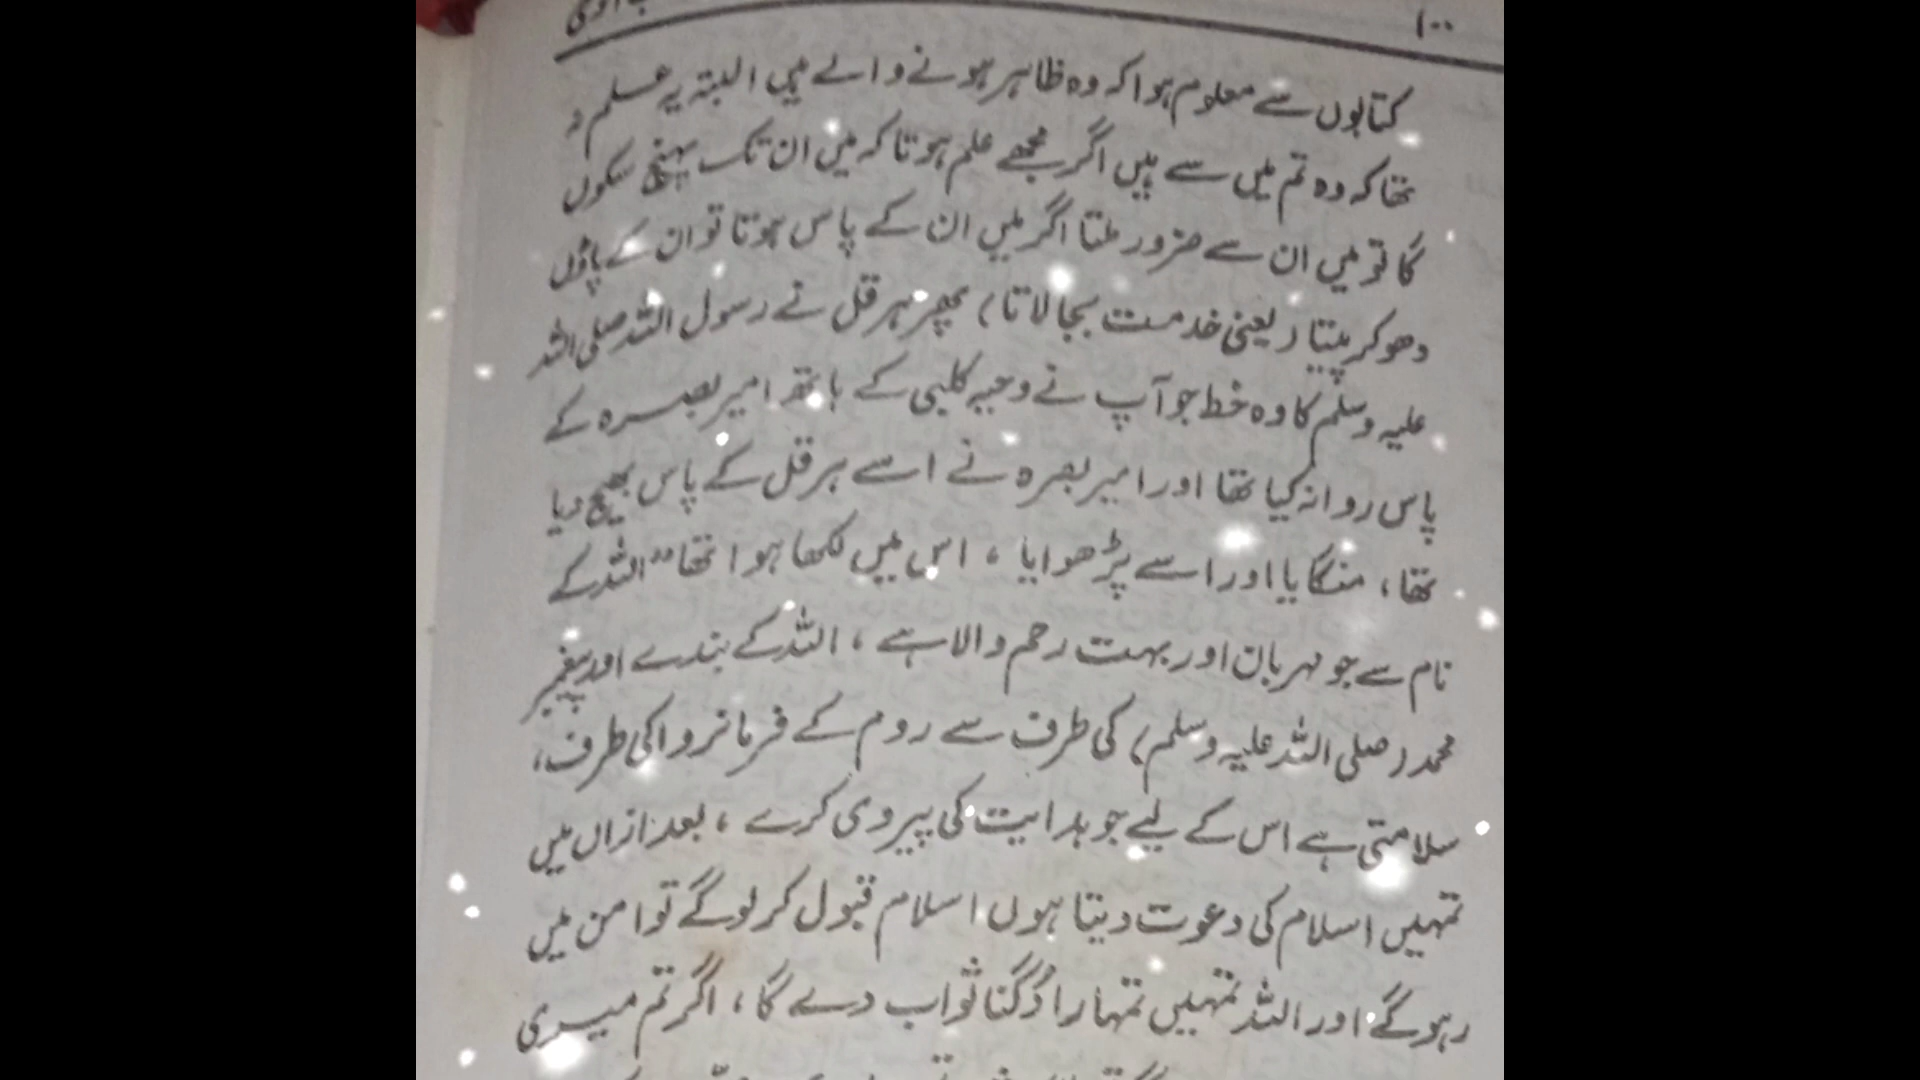 ۱۰۰
کتابوں سے معلوم ہوا کہ وہ ظاہر ہونے والے ہیں البتہ یہ علم نہ
تھا کہ وہ تم میں سے ہیں اگر مجھے علم ہوتا کہ میں ان تک پہنچ سکوں
گا تو میں ان سے ضرور ملتا اگر میں ان کے پاس ہوتا تو ان کے پاؤں
دھو کر پیتا (یعنی خدمت بجا لاتا) پھر ہرقل نے رسول اللہ صلی اللہ
علیہ وسلم کا وہ خط جو آپ نے دحیہ کلبی کے ہاتھ امیر بصرہ کے
پاس روانہ کیا تھا اور امیر بصرہ نے اسے ہرقل کے پاس بھیج دیا
تھا، منگایا اور اسے پڑھوایا، اس میں لکھا ہوا تھا "اللہ کے
نام سے جو مہربان اور بہت رحم والا ہے، اللہ کے بندے اور پیغمبر
محمد (صلی اللہ علیہ وسلم) کی طرف سے روم کے فرمانروا کی طرف،
سلامتی ہے اس کے لیے جو ہدایت کی پیروی کرے، بعد ازاں میں
تمہیں اسلام کی دعوت دیتا ہوں اسلام قبول کر لو گے تو امن میں
رہو گے اور اللہ تمہیں تمہارا دُگنا ثواب دے گا، اگر تم میری